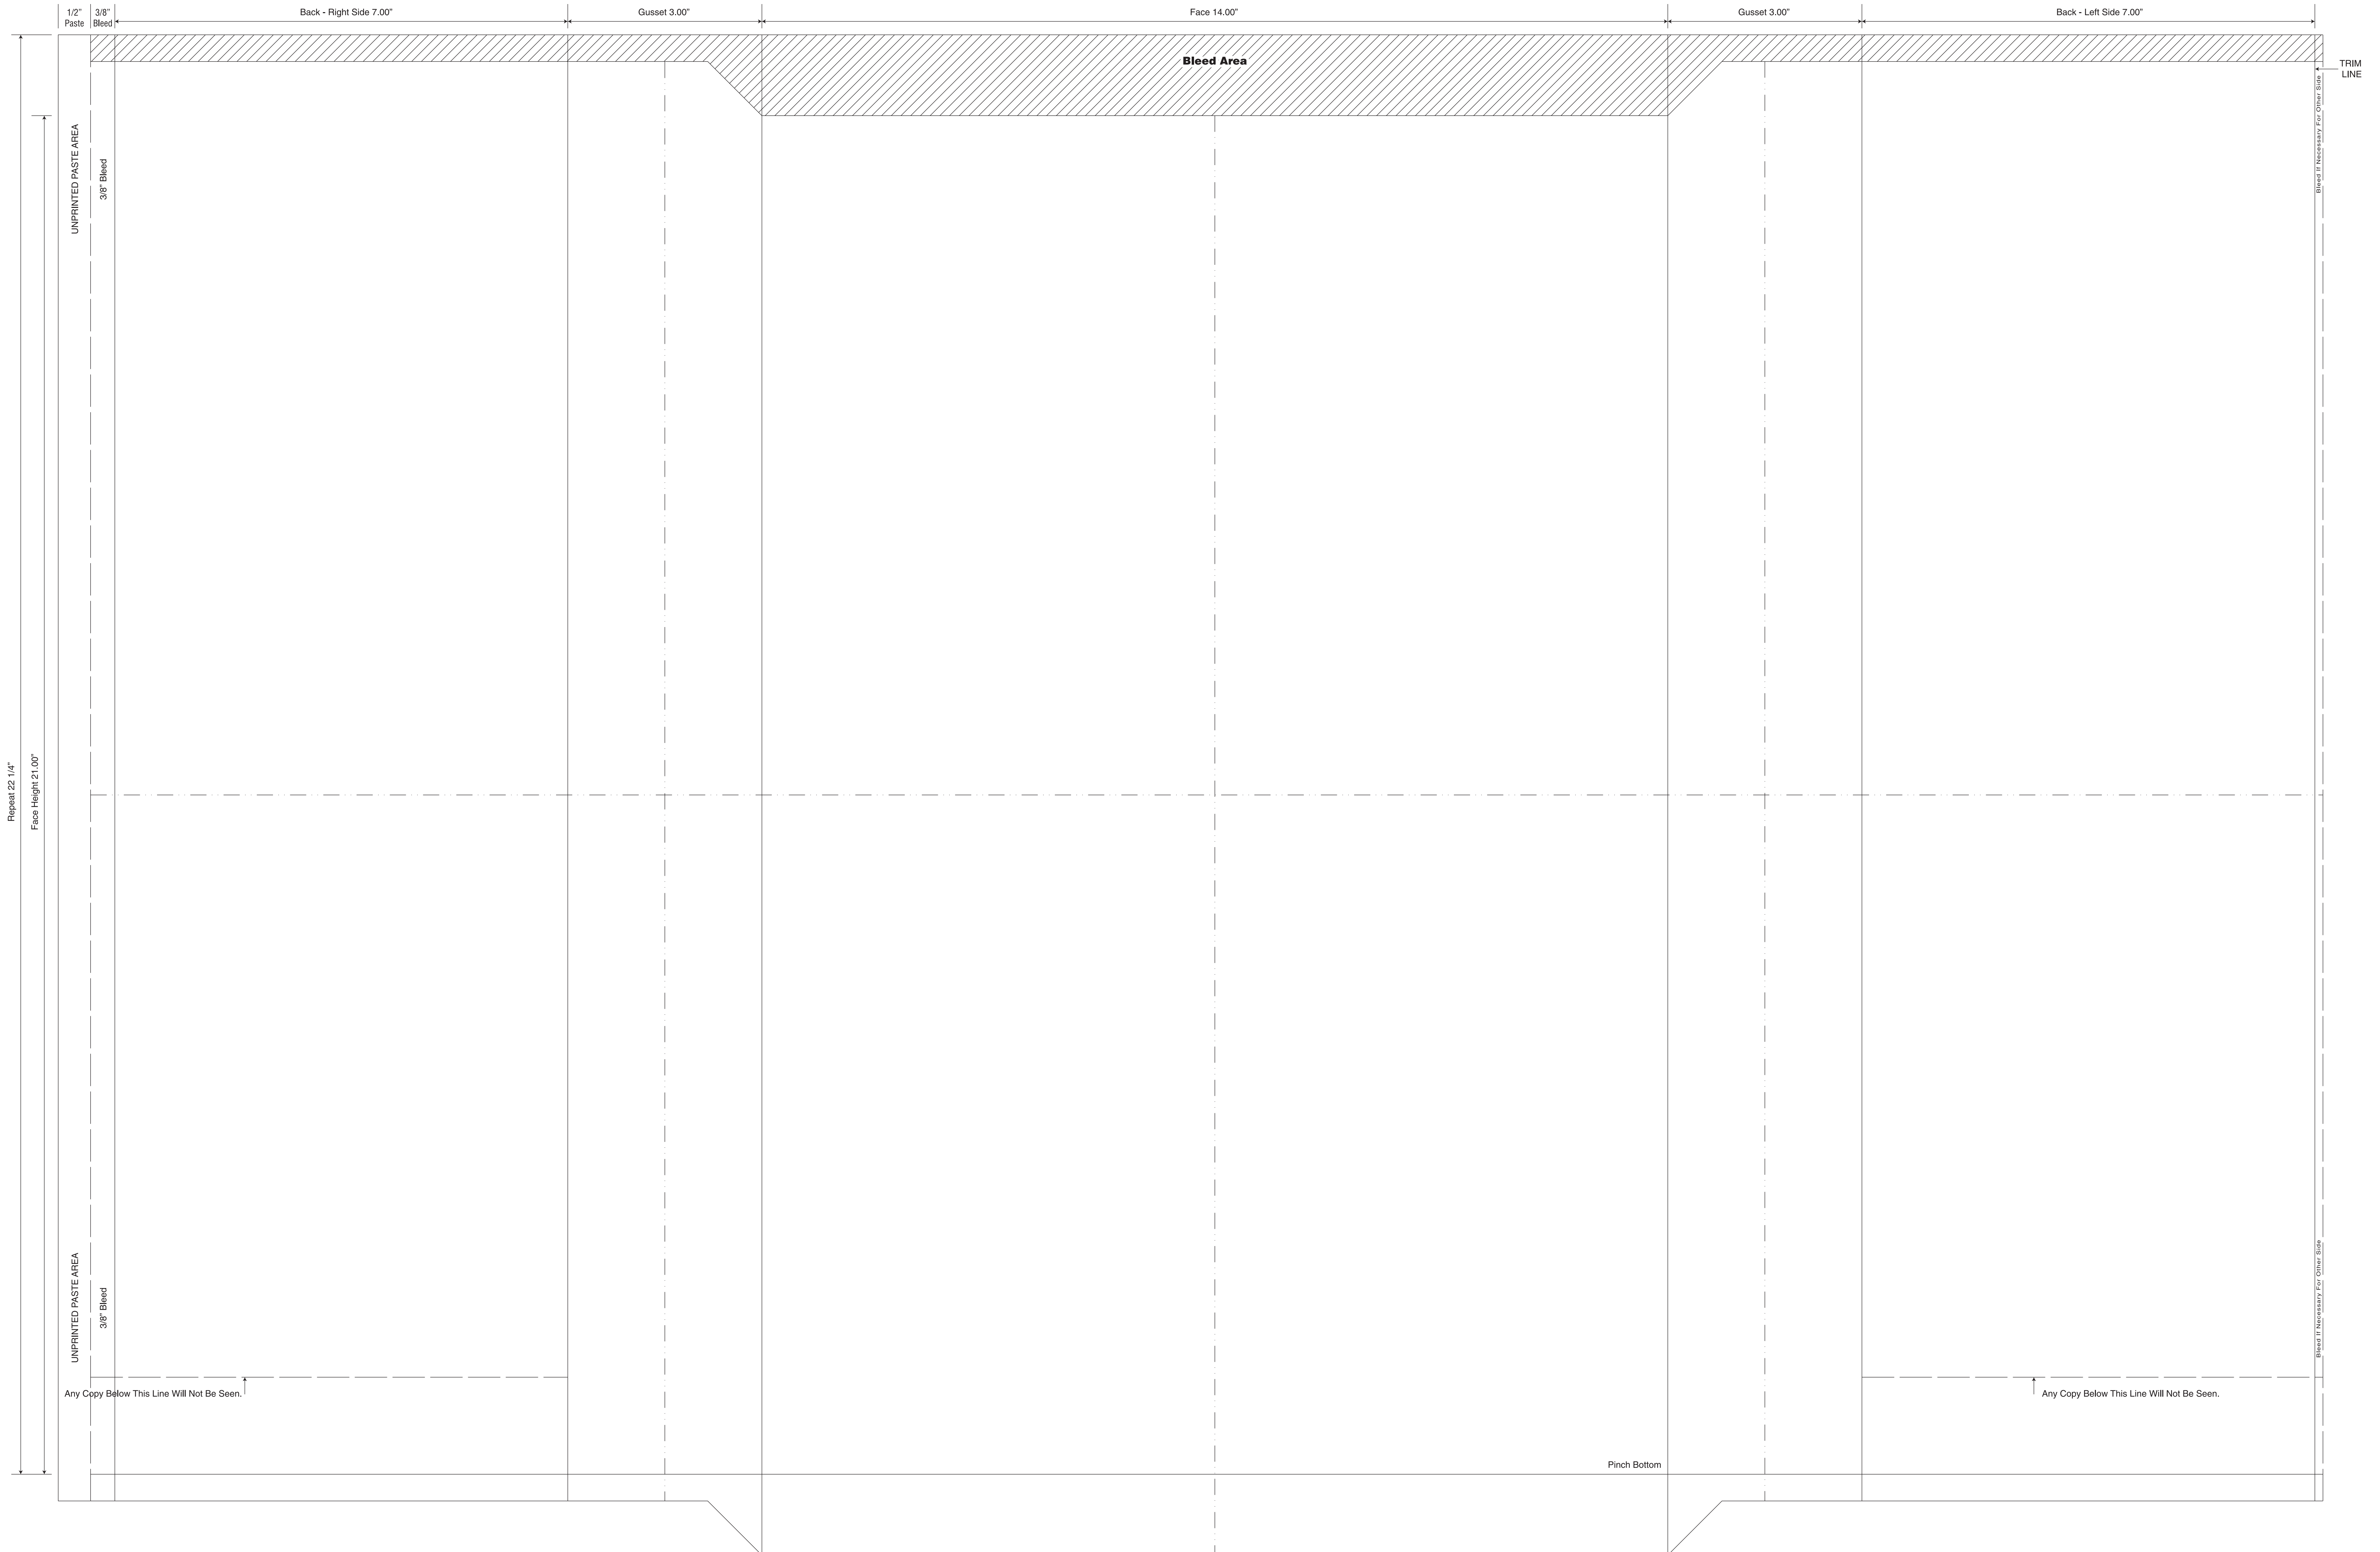 1/2”
Paste
3/8”
Bleed
Back - Right Side 7.00”
Gusset 3.00”
Face 14.00”
Gusset 3.00”
Back - Left Side 7.00”
Bleed Area
TRIM
LINE
UNPRINTED PASTE AREA
3/8” Bleed
Bleed If Necessary For Other Side
Repeat 22 1/4”
Face Height 21.00”
UNPRINTED PASTE AREA
3/8” Bleed
Bleed If Necessary For Other Side
Any Copy Below This Line Will Not Be Seen.
Any Copy Below This Line Will Not Be Seen.
Pinch Bottom